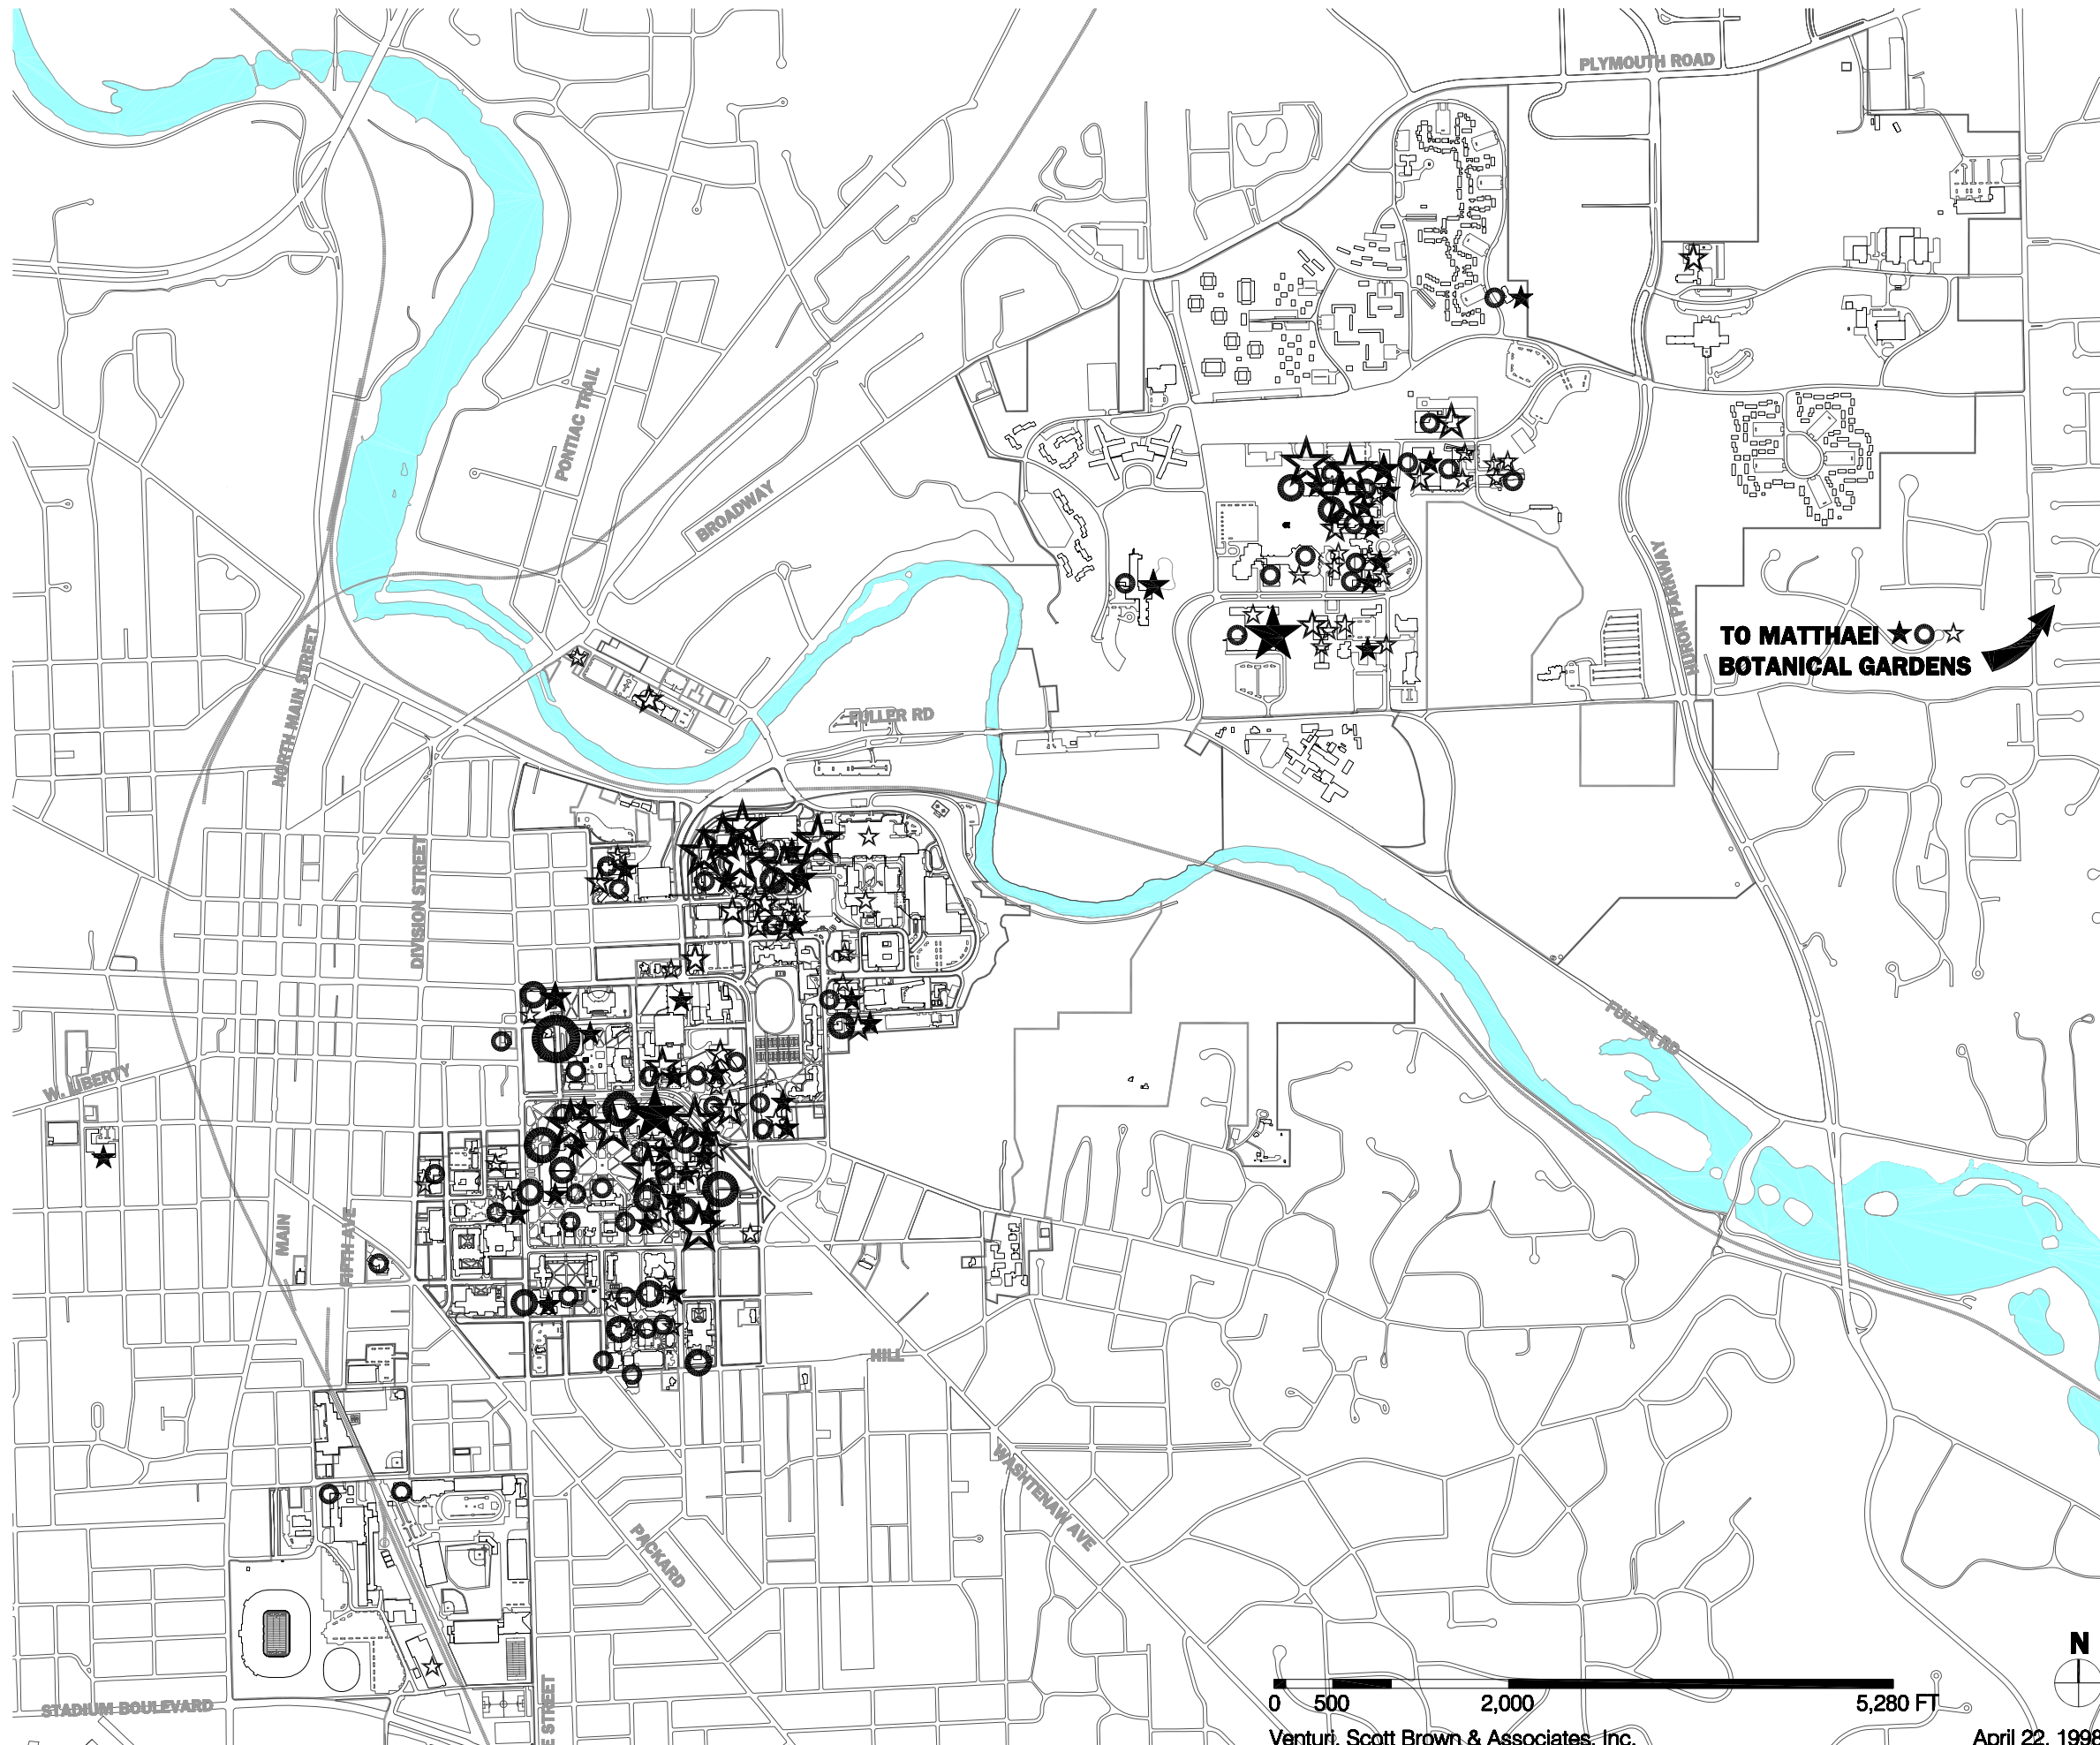 PLYMOUTH ROAD
PONTIAC TRAIL
BROADWAY
HURON PARKWAY
TO MATTHAEI
BOTANICAL GARDENS
NORTH MAIN STREET
FULLER RD
DIVISION STREET
FULLER RD
W. LIBERTY
MAIN
FIFTH AVE
HILL
WASHTENAW AVE
PACKARD
N
STADIUM BOULEVARD
E STREET
0 500 2,000 5,280 FT
Venturi, Scott Brown & Associates, Inc.
April 22, 1998